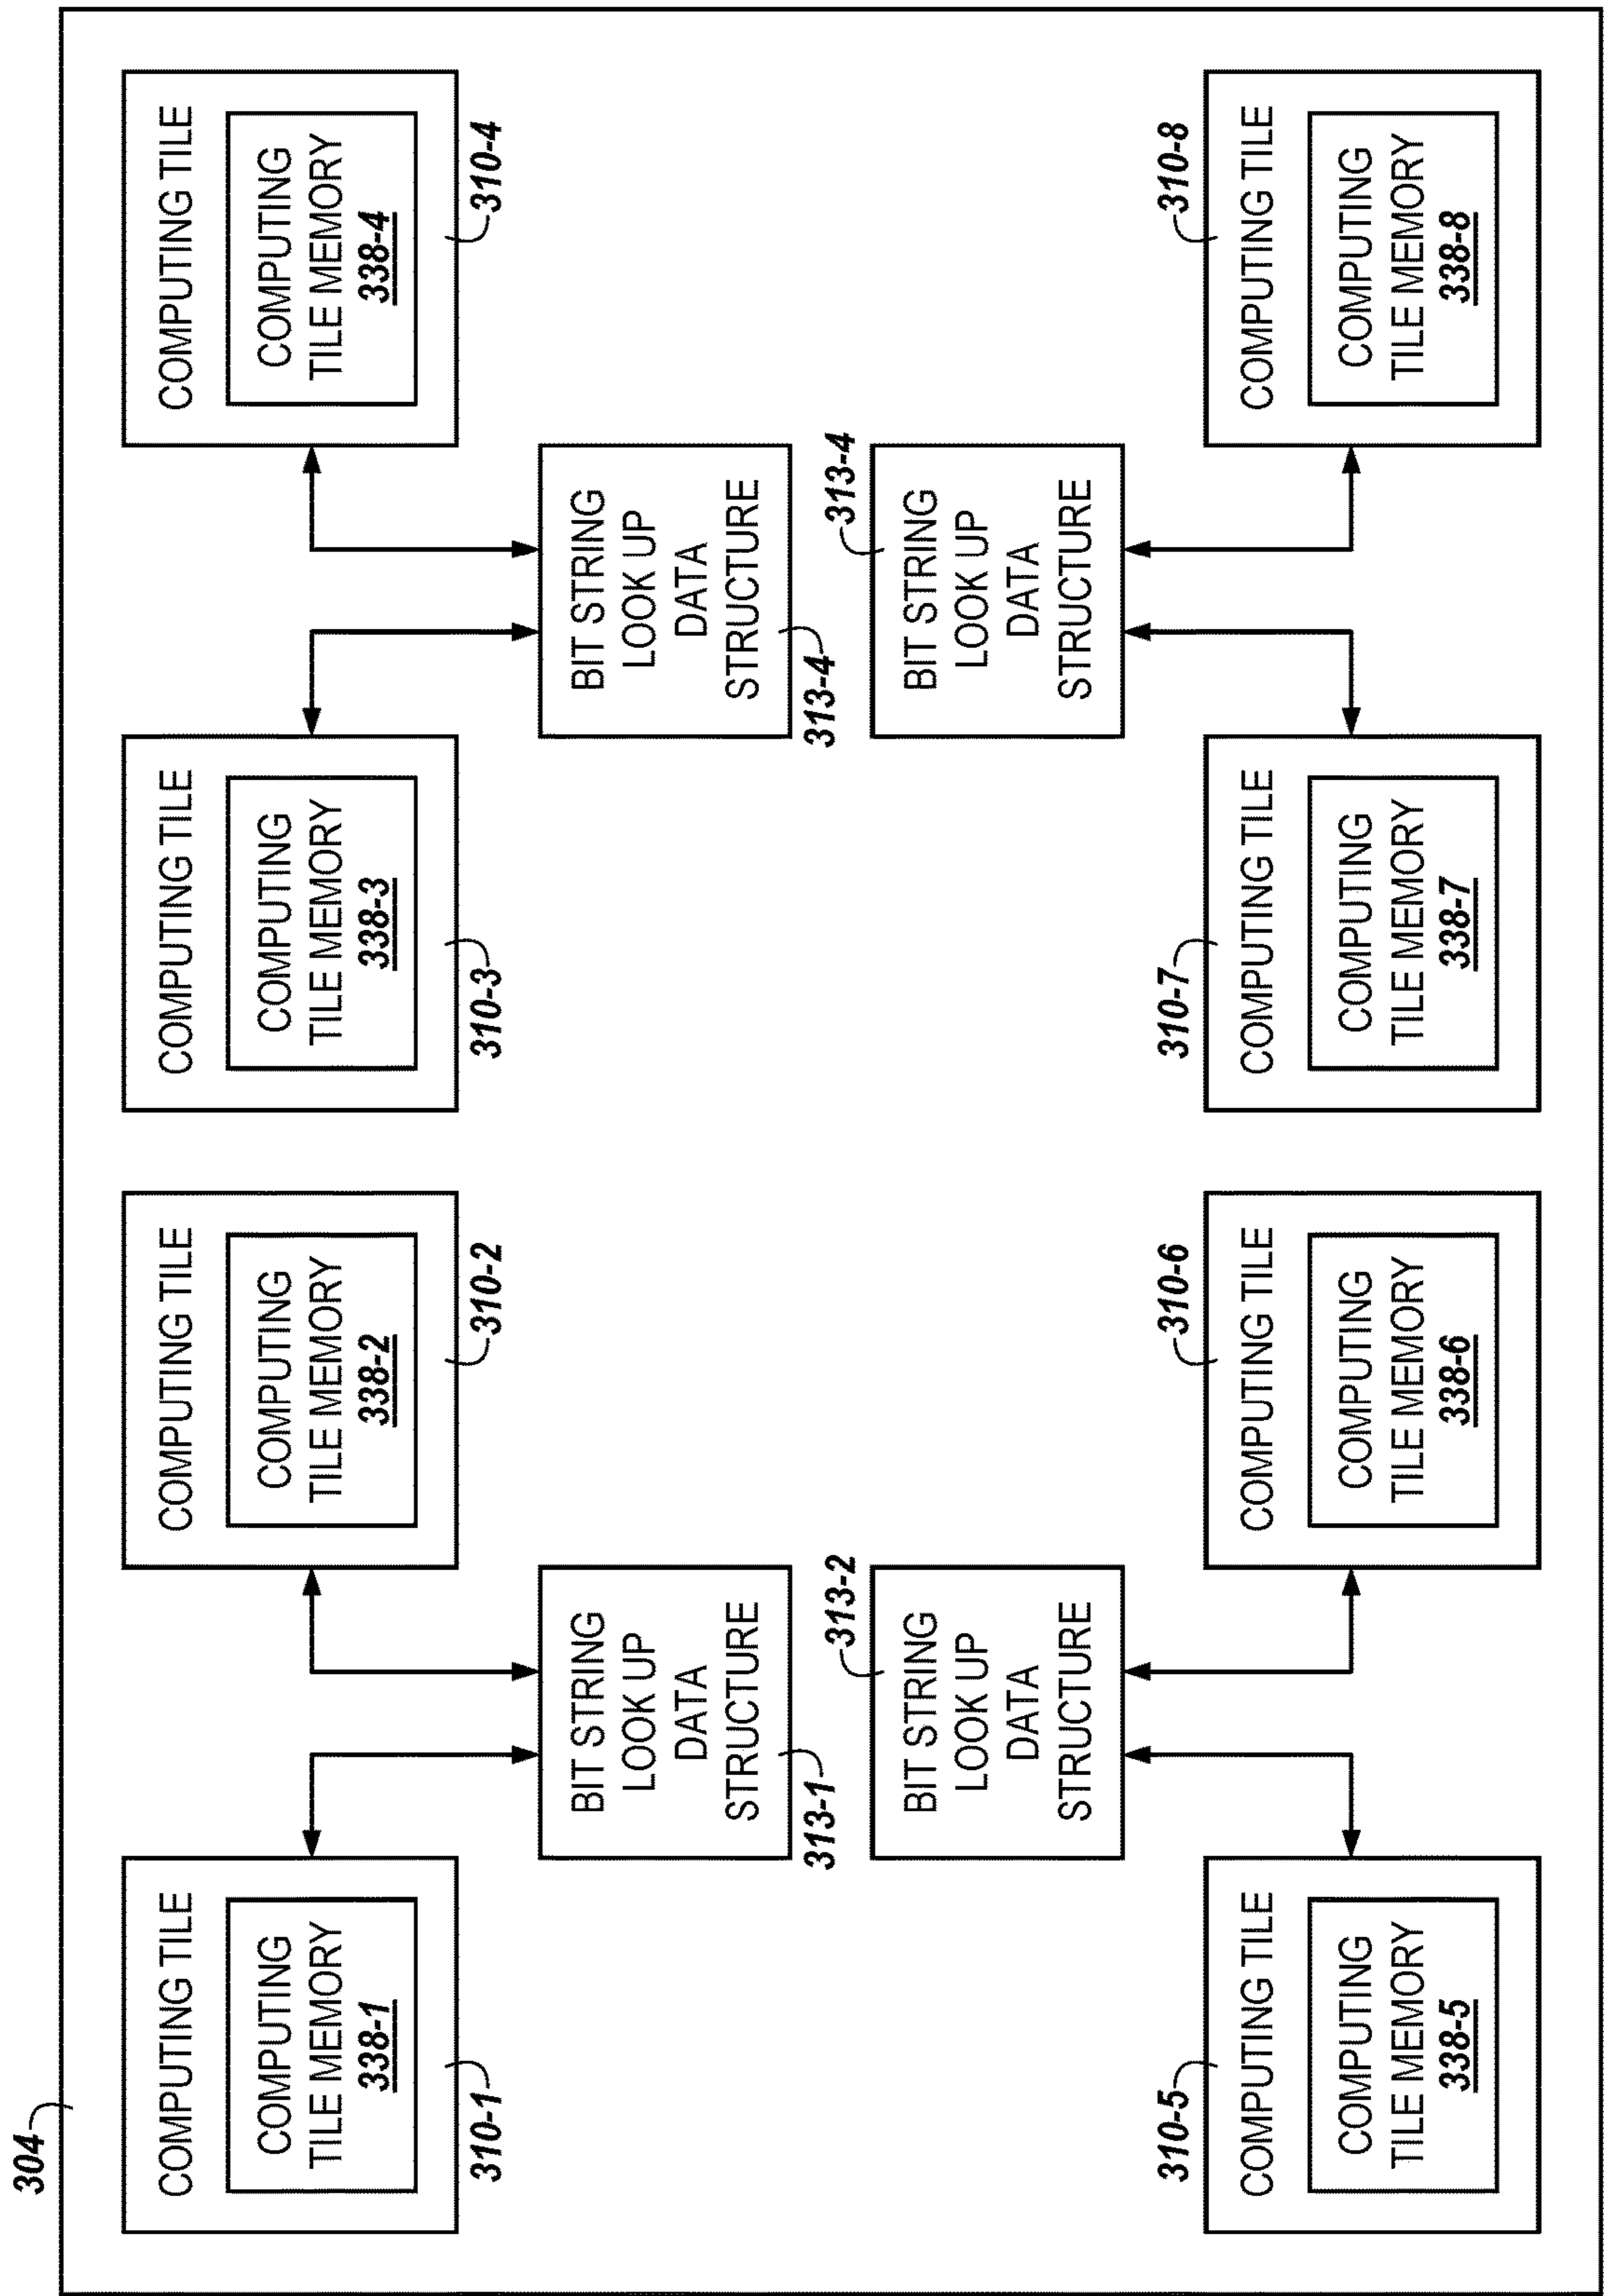 304
COMPUTING TILE
COMPUTING
TILE MEMORY
338-1
310-1
COMPUTING TILE
COMPUTING
TILE MEMORY
338-2
310-2
COMPUTING TILE
COMPUTING
TILE MEMORY
338-3
310-3
COMPUTING TILE
COMPUTING
TILE MEMORY
338-4
310-4
BIT STRING
LOOK UP
DATA
STRUCTURE
313-1
BIT STRING
LOOK UP
DATA
STRUCTURE
313-4
313-2
BIT STRING
LOOK UP
DATA
STRUCTURE
313-4
BIT STRING
LOOK UP
DATA
STRUCTURE
310-5
COMPUTING TILE
COMPUTING
TILE MEMORY
338-5
310-6
COMPUTING TILE
COMPUTING
TILE MEMORY
338-6
310-7
COMPUTING TILE
COMPUTING
TILE MEMORY
338-7
310-8
COMPUTING TILE
COMPUTING
TILE MEMORY
338-8